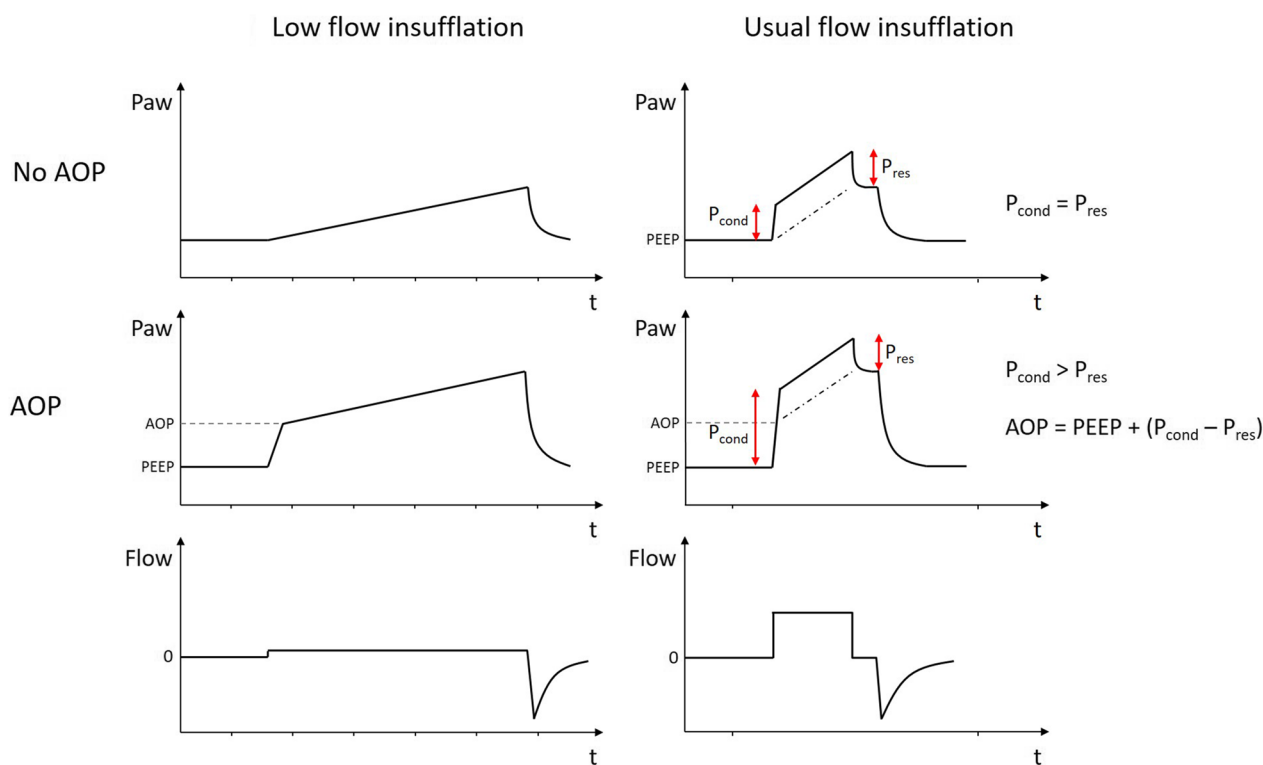 Low flow insufflation
Usual flow insufflation
No AOP
Paw
t
Paw
P_cond
P_res
PEEP
t
P_cond = P_res
AOP
Paw
AOP
PEEP
t
Paw
P_res
AOP
P_cond
PEEP
t
P_cond > P_res
AOP = PEEP + (P_cond – P_res)
Flow
0
t
Flow
0
t